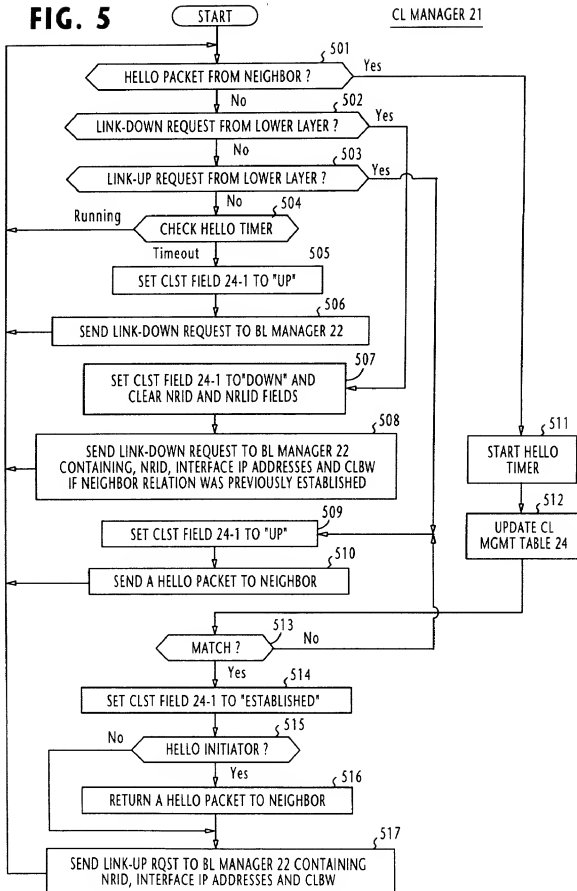 FIG. 5
START
CL MANAGER 21
501
HELLO PACKET FROM NEIGHBOR ?
Yes
No
502
LINK-DOWN REQUEST FROM LOWER LAYER ?
Yes
No
503
LINK-UP REQUEST FROM LOWER LAYER ?
Yes
No
504
Running
CHECK HELLO TIMER
Timeout
505
SET CLST FIELD 24-1 TO "UP"
506
SEND LINK-DOWN REQUEST TO BL MANAGER 22
507
SET CLST FIELD 24-1 TO"DOWN" AND
CLEAR NRID AND NRLID FIELDS
508
SEND LINK-DOWN REQUEST TO BL MANAGER 22
CONTAINING, NRID, INTERFACE IP ADDRESSES AND CLBW
IF NEIGHBOR RELATION WAS PREVIOUSLY ESTABLISHED
511
START HELLO
TIMER
509
SET CLST FIELD 24-1 TO "UP"
512
UPDATE CL
MGMT TABLE 24
510
SEND A HELLO PACKET TO NEIGHBOR
513
MATCH ?
No
Yes
514
SET CLST FIELD 24-1 TO "ESTABLISHED"
515
No
HELLO INITIATOR ?
Yes
516
RETURN A HELLO PACKET TO NEIGHBOR
517
SEND LINK-UP RQST TO BL MANAGER 22 CONTAINING
NRID, INTERFACE IP ADDRESSES AND CLBW